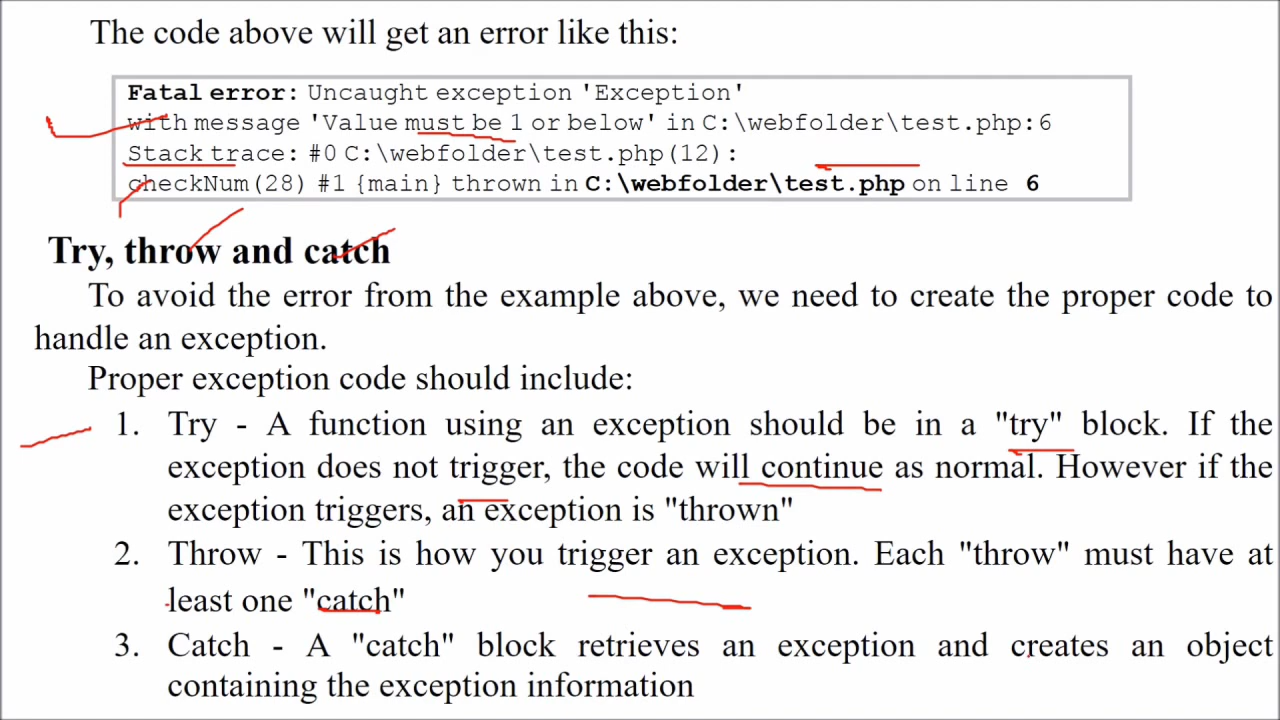 The code above will get an error like this:
Fatal error: Uncaught exception 'Exception'
with message 'Value must be 1 or below' in C:\webfolder\test.php:6
Stack trace: #0 C:\webfolder\test.php(12):
checkNum(28) #1 {main} thrown in C:\webfolder\test.php on line 6
Try, throw and catch
To avoid the error from the example above, we need to create the proper code to
handle an exception.
Proper exception code should include:
1. Try - A function using an exception should be in a "try" block. If the
exception does not trigger, the code will continue as normal. However if the
exception triggers, an exception is "thrown"
2. Throw - This is how you trigger an exception. Each "throw" must have at
least one "catch"
3. Catch - A "catch" block retrieves an exception and creates an object
containing the exception information